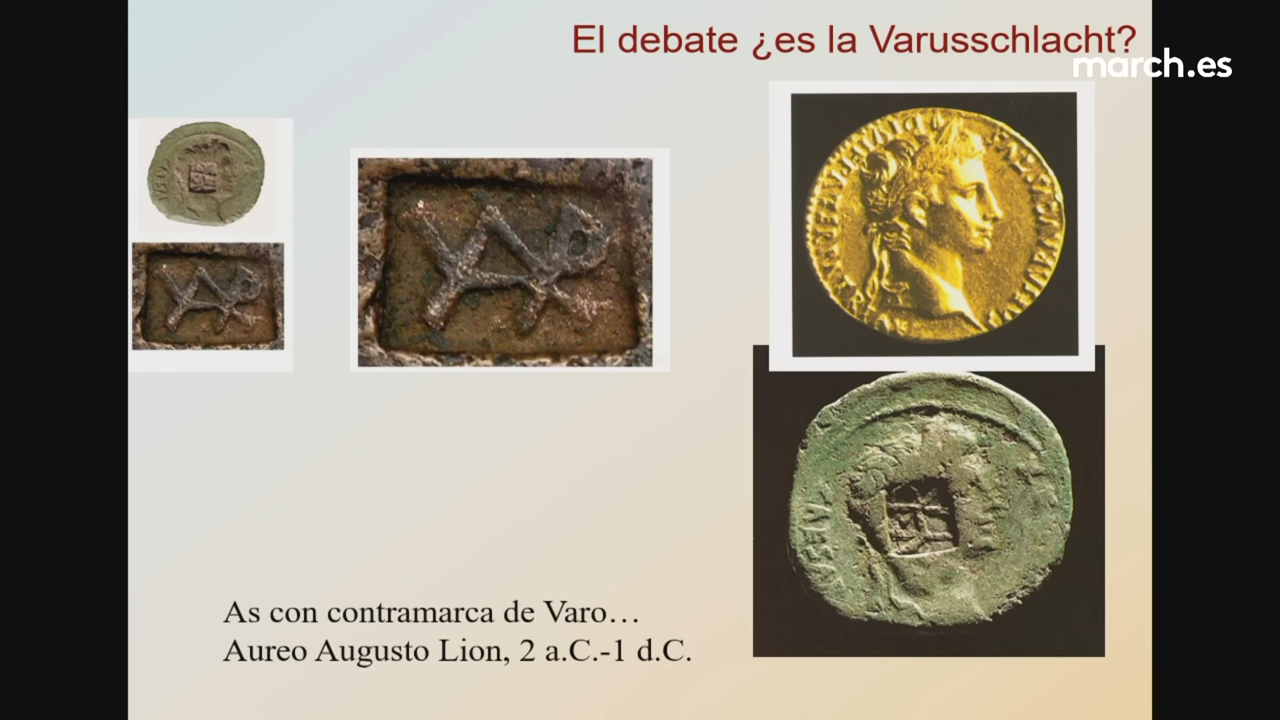 El debate ¿es la Varusschlacht?
march.es
As con contramarca de Varo…
Aureo Augusto Lion, 2 a.C.-1 d.C.